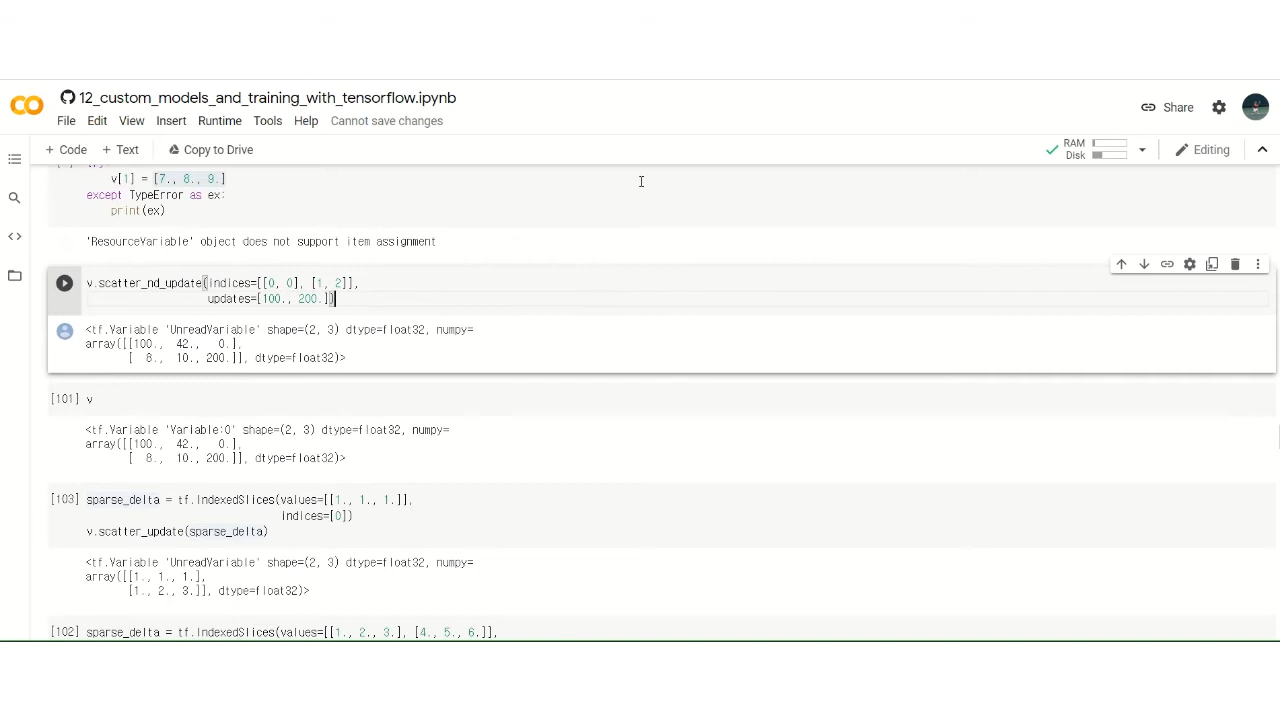 12_custom_models_and_training_with_tensorflow.ipynb
File Edit View Insert Runtime Tools Help Cannot save changes
Share
+ Code + Text Copy to Drive
RAM
Disk
Editing
v[1] = [7., 8., 9.]
except TypeError as ex:
print(ex)
'ResourceVariable' object does not support item assignment
v.scatter_nd_update(indices=[[0, 0], [1, 2]],
updates=[100., 200.])
<tf.Variable 'UnreadVariable' shape=(2, 3) dtype=float32, numpy=
array([[100., 42., 0.],
[ 8., 10., 200.]], dtype=float32)>
[101] v
<tf.Variable 'Variable:0' shape=(2, 3) dtype=float32, numpy=
array([[100., 42., 0.],
[ 8., 10., 200.]], dtype=float32)>
[103] sparse_delta = tf.IndexedSlices(values=[[1., 1., 1.]],
indices=[0])
v.scatter_update(sparse_delta)
<tf.Variable 'UnreadVariable' shape=(2, 3) dtype=float32, numpy=
array([[1., 1., 1.],
[1., 2., 3.]], dtype=float32)>
[102] sparse_delta = tf.IndexedSlices(values=[[1., 2., 3.], [4., 5., 6.]],